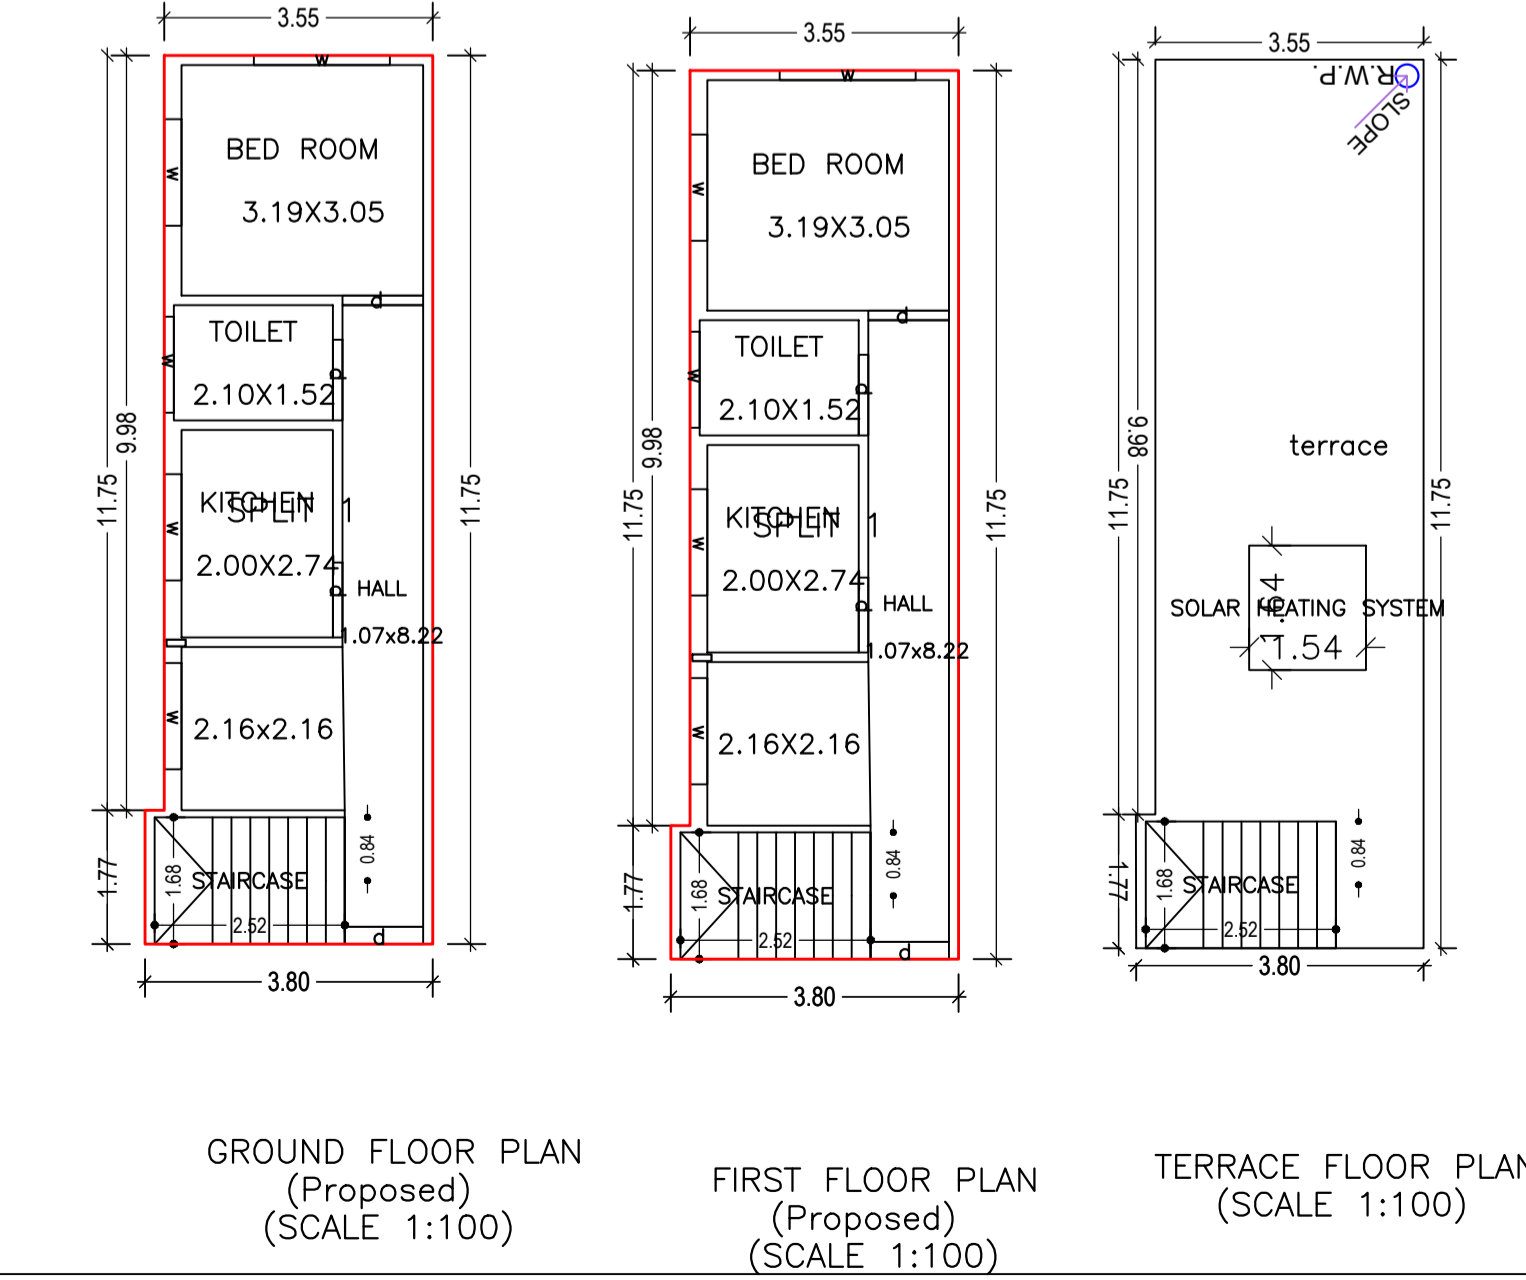 3.55
W
BED ROOM
3.19X3.05
W
d
TOILET
W
2.10X1.52
d
9.98
11.75
11.75
KITCHEN
SPLIT 1
W
2.00X2.74
d
HALL
1.07x8.22
W
2.16x2.16
0.84
1.77
1.68
STAIRCASE
2.52
d
3.80
GROUND FLOOR PLAN
(Proposed)
(SCALE 1:100)
3.55
W
BED ROOM
3.19X3.05
W
d
TOILET
W
2.10X1.52
d
9.98
11.75
11.75
KITCHEN
SPLIT 1
W
2.00X2.74
d
HALL
1.07x8.22
W
2.16X2.16
0.84
1.77
1.68
STAIRCASE
2.52
d
3.80
FIRST FLOOR PLAN
(Proposed)
(SCALE 1:100)
3.55
R.W.P.
SLOPE
9.98
terrace
11.75
11.75
1.64
SOLAR HEATING SYSTEM
1.54
0.84
1.77
1.68
STAIRCASE
2.52
3.80
TERRACE FLOOR PLAN
(SCALE 1:100)